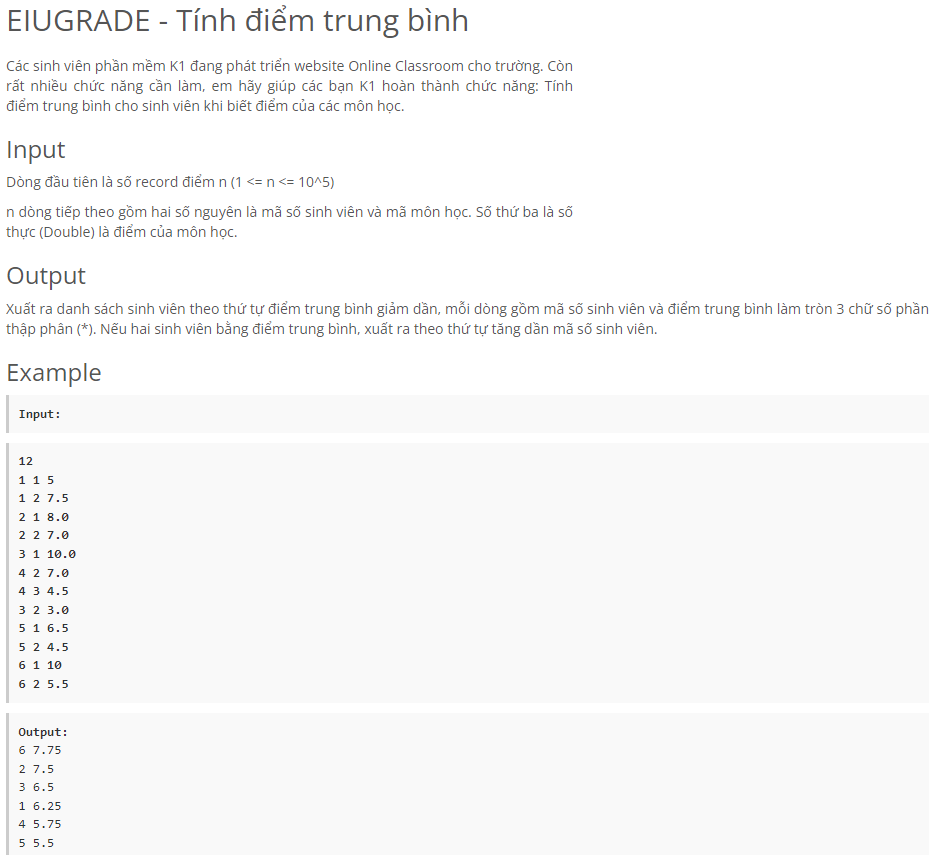 EIUGRADE - Tính điểm trung bình
Các sinh viên phần mềm K1 đang phát triển website Online Classroom cho trường. Còn
rất nhiều chức năng cần làm, em hãy giúp các bạn K1 hoàn thành chức năng: Tính
điểm trung bình cho sinh viên khi biết điểm của các môn học.
Input
Dòng đầu tiên là số record điểm n (1 <= n <= 10^5)
n dòng tiếp theo gồm hai số nguyên là mã số sinh viên và mã môn học. Số thứ ba là số
thực (Double) là điểm của môn học.
Output
Xuất ra danh sách sinh viên theo thứ tự điểm trung bình giảm dần, mỗi dòng gồm mã số sinh viên và điểm trung bình làm tròn 3 chữ số phần
thập phân (*). Nếu hai sinh viên bằng điểm trung bình, xuất ra theo thứ tự tăng dần mã số sinh viên.
Example
Input:
12
1 1 5
1 2 7.5
2 1 8.0
2 2 7.0
3 1 10.0
4 2 7.0
4 3 4.5
3 2 3.0
5 1 6.5
5 2 4.5
6 1 10
6 2 5.5
Output:
6 7.75
2 7.5
3 6.5
1 6.25
4 5.75
5 5.5